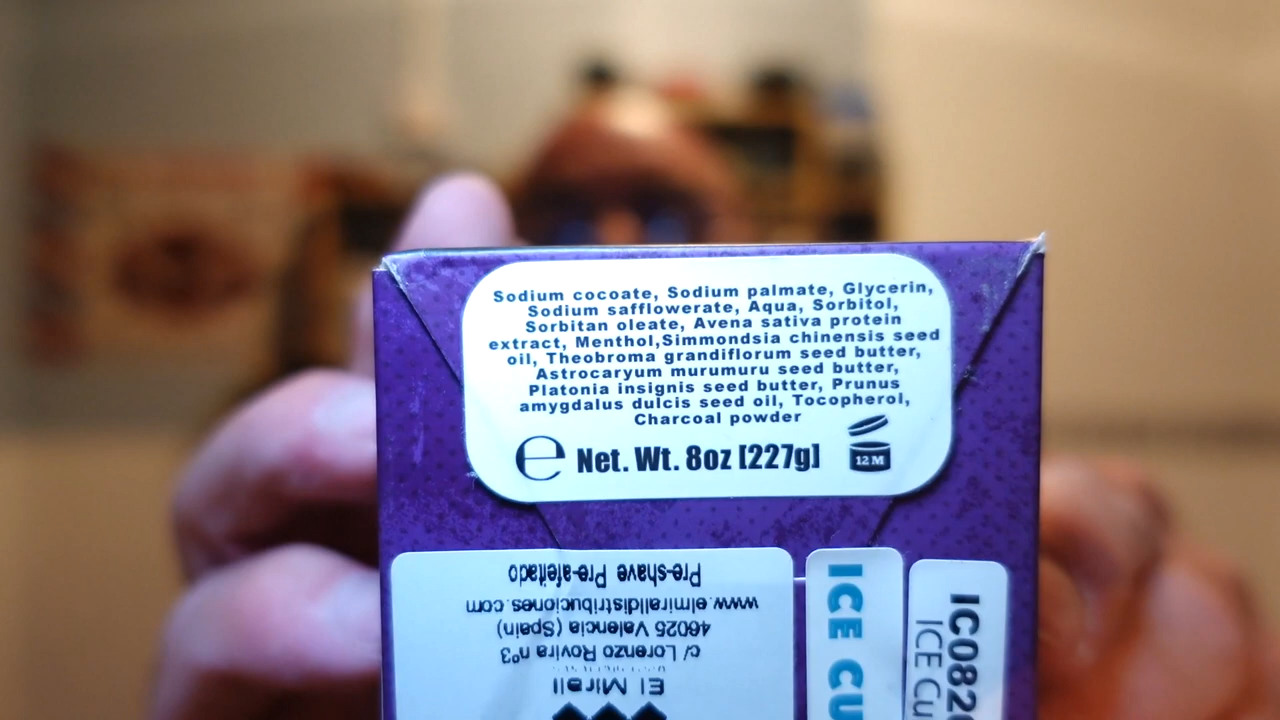 Sodium cocoate, Sodium palmate, Glycerin,
Sodium safflowerate, Aqua, Sorbitol,
Sorbitan oleate, Avena sativa protein
extract, Menthol,Simmondsia chinensis seed
oil, Theobroma grandiflorum seed butter,
Astrocaryum murumuru seed butter,
Platonia insignis seed butter, Prunus
amygdalus dulcis seed oil, Tocopherol,
Charcoal powder
e Net. Wt. 8oz [227g]
12 M
El Mirall
c/ Lorenzo Rovira nº3
46025 Valencia (Spain)
www.elmiralldistribuciones.com
Pre-shave Pre-afeitado
ICE CU
IC082
ICE Cu